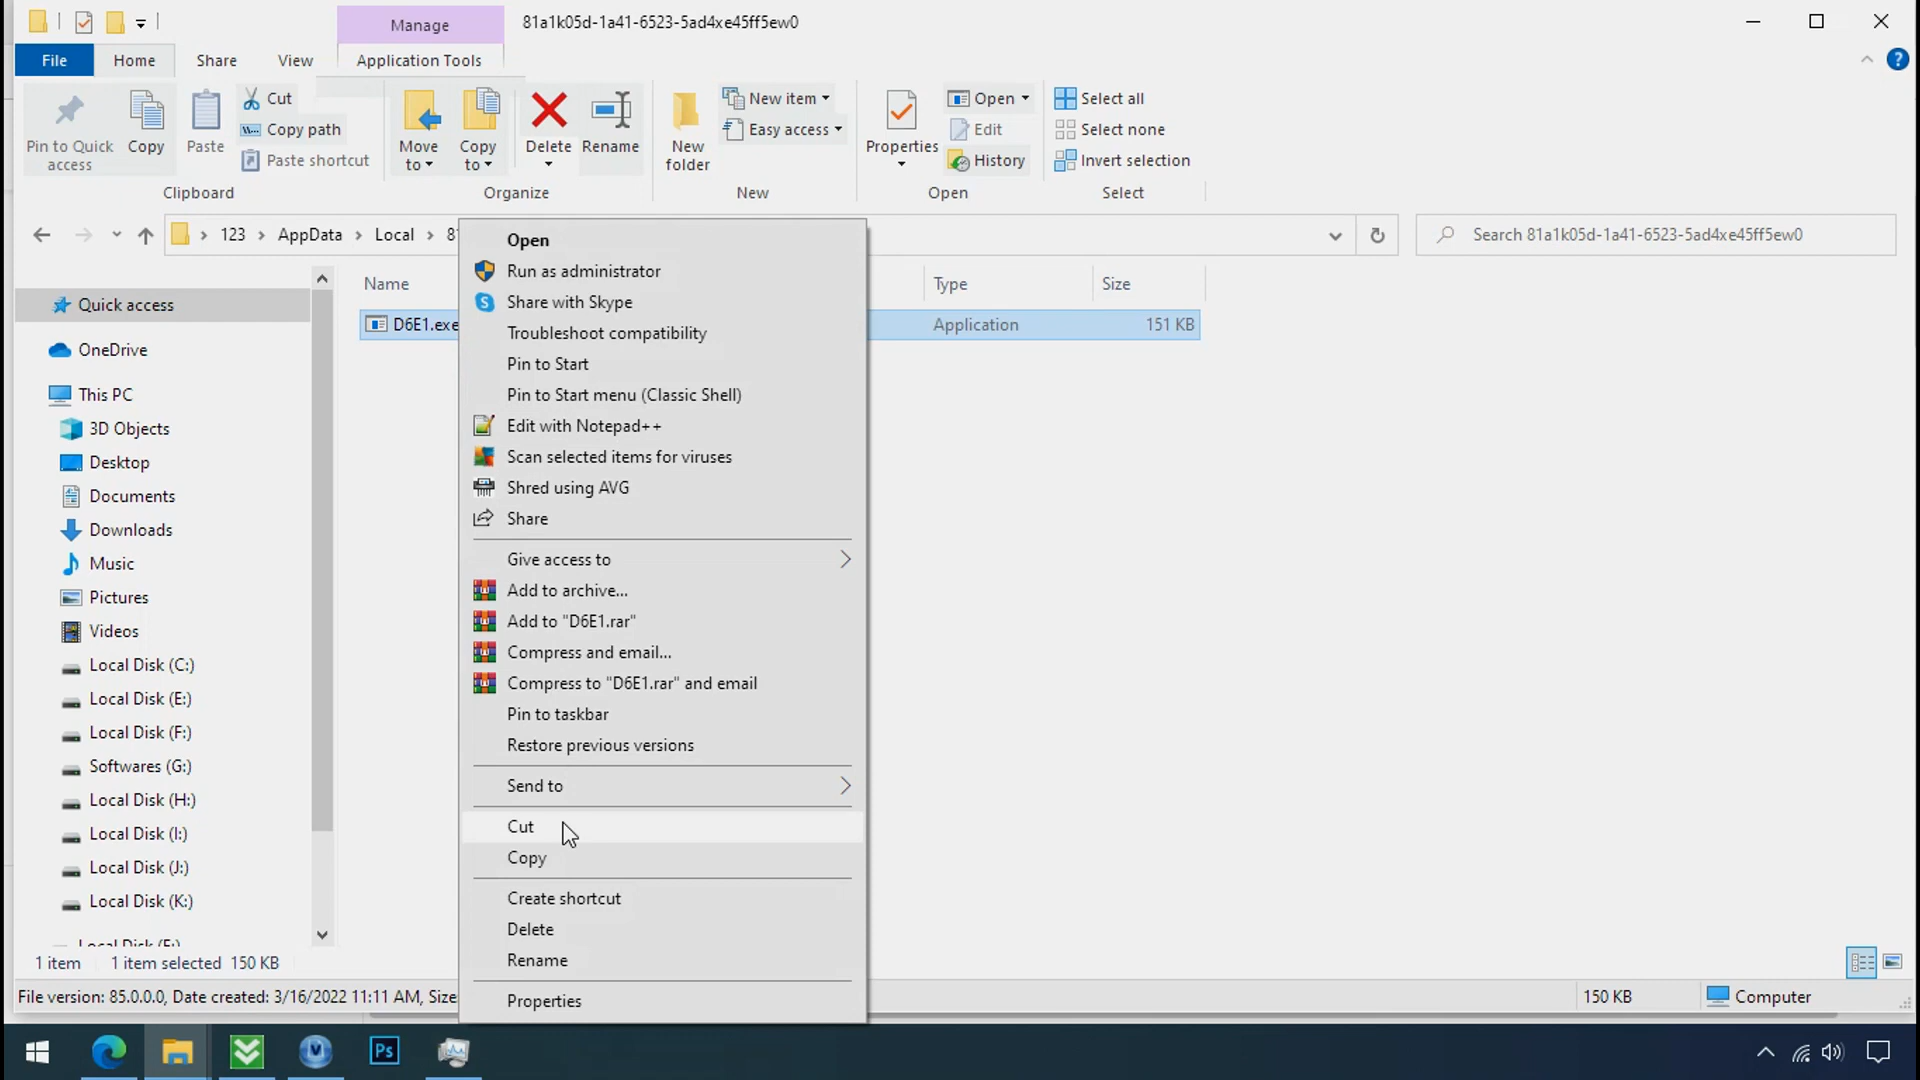 Manage
81a1k05d-1a41-6523-5ad4xe45ff5ew0
File
Home
Share
View
Application Tools
Pin to Quick access
Copy
Paste
Cut
Copy path
Paste shortcut
Move to
Copy to
Delete
Rename
New folder
New item
Easy access
Properties
Open
Edit
History
Select all
Select none
Invert selection
Clipboard
Organize
New
Open
Select
123
AppData
Local
Search 81a1k05d-1a41-6523-5ad4xe45ff5ew0
Name
Type
Size
D6E1.exe
Application
151 KB
Quick access
OneDrive
This PC
3D Objects
Desktop
Documents
Downloads
Music
Pictures
Videos
Local Disk (C:)
Local Disk (E:)
Local Disk (F:)
Softwares (G:)
Local Disk (H:)
Local Disk (I:)
Local Disk (J:)
Local Disk (K:)
Open
Run as administrator
Share with Skype
Troubleshoot compatibility
Pin to Start
Pin to Start menu (Classic Shell)
Edit with Notepad++
Scan selected items for viruses
Shred using AVG
Share
Give access to
Add to archive...
Add to "D6E1.rar"
Compress and email...
Compress to "D6E1.rar" and email
Pin to taskbar
Restore previous versions
Send to
Cut
Copy
Create shortcut
Delete
Rename
Properties
1 item
1 item selected 150 KB
File version: 85.0.0.0, Date created: 3/16/2022 11:11 AM, Size
150 KB
Computer
Ps